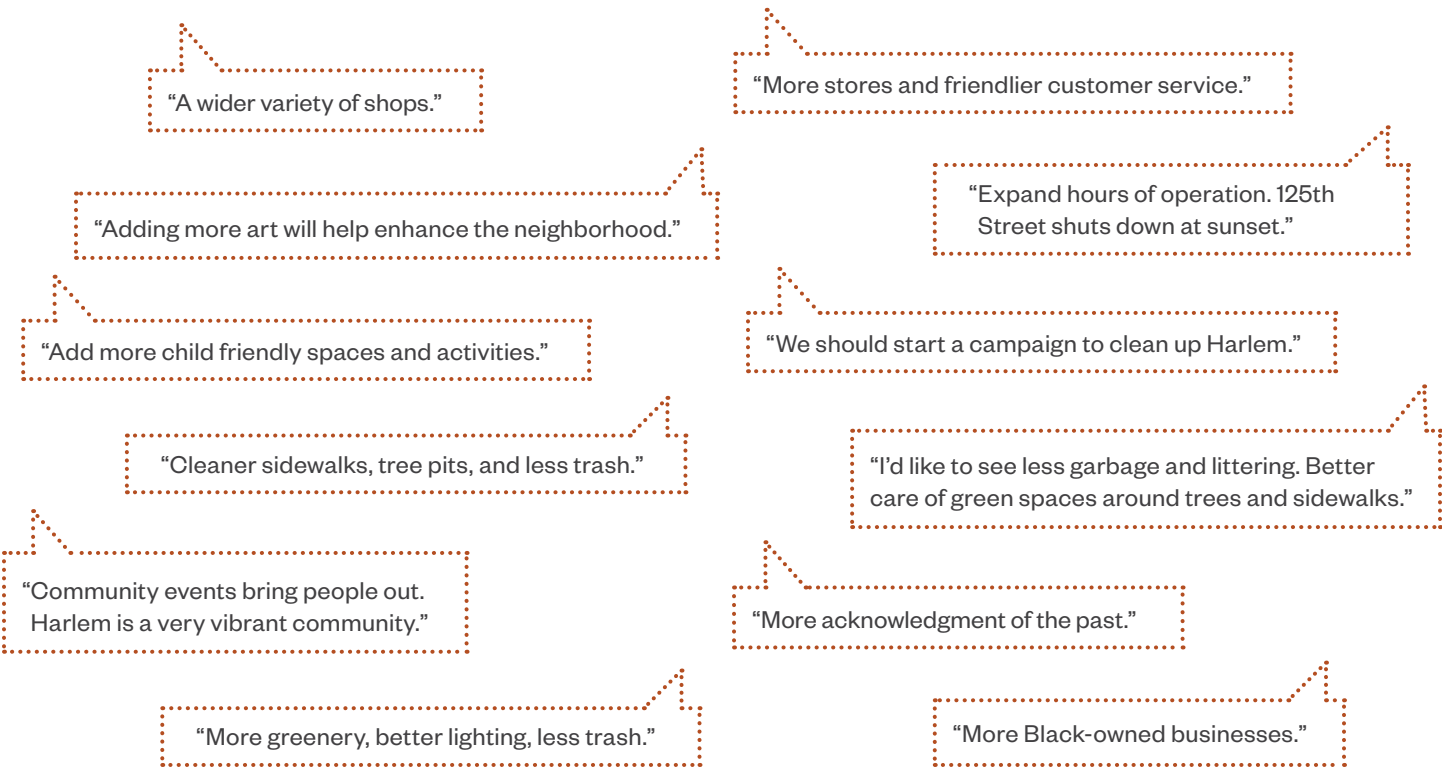 “A wider variety of shops.”
“More stores and friendlier customer service.”
“Adding more art will help enhance the neighborhood.”
“Expand hours of operation. 125th
Street shuts down at sunset.”
“Add more child friendly spaces and activities.”
“We should start a campaign to clean up Harlem.”
“Cleaner sidewalks, tree pits, and less trash.”
“I’d like to see less garbage and littering. Better
care of green spaces around trees and sidewalks.”
“Community events bring people out.
Harlem is a very vibrant community.”
“More acknowledgment of the past.”
“More greenery, better lighting, less trash.”
“More Black-owned businesses.”